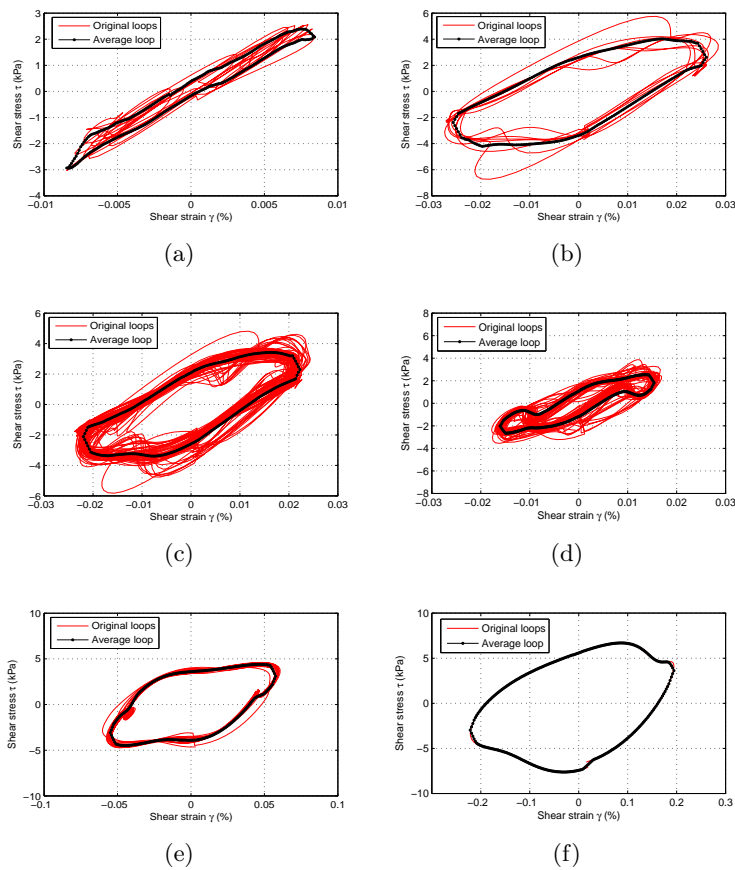 3
2
1
0
−1
−2
−3
4
−0.01 −0.005 0 0.005 0.01
Shear stress τ (kPa)
Shear strain γ (%)
Original loops
Average loop
(a)
6
4
2
0
−2
−4
−6
−8
−0.03 −0.02 −0.01 0 0.01 0.02 0.03
Shear stress τ (kPa)
Shear strain γ (%)
Original loops
Average loop
(b)
6
4
2
0
−2
−4
−6
−0.03 −0.02 −0.01 0 0.01 0.02 0.03
Shear stress τ (kPa)
Shear strain γ (%)
Original loops
Average loop
(c)
8
6
4
2
0
−2
−4
−6
−8
−0.03 −0.02 −0.01 0 0.01 0.02 0.03
Shear stress τ (kPa)
Shear strain γ (%)
Original loops
Average loop
(d)
10
5
0
−5
−10
−0.1 −0.05 0 0.05 0.1
Shear stress τ (kPa)
Shear strain γ (%)
Original loops
Average loop
(e)
10
5
0
−5
−10
−0.2 −0.1 0 0.1 0.2 0.3
Shear stress τ (kPa)
Shear strain γ (%)
Original loops
Average loop
(f)